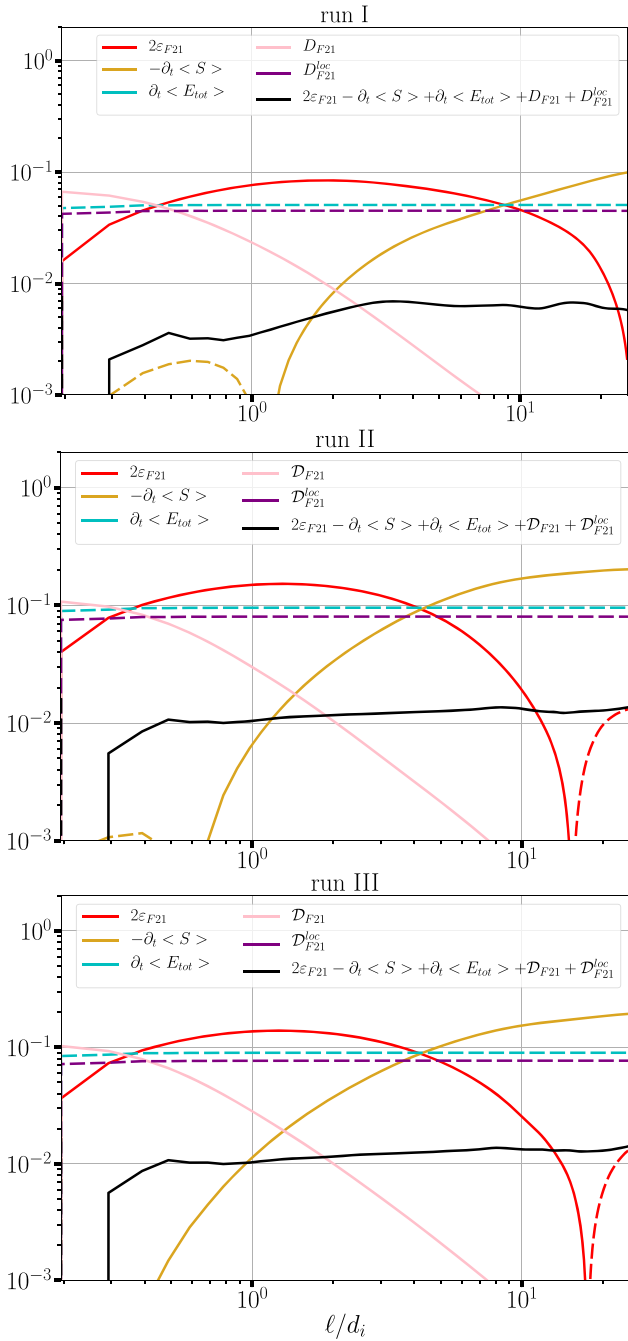 run I
2ε_{F21}
−∂_t<S>
∂_t<E_{tot}>
D_{F21}
D^{loc}_{F21}
2ε_{F21} − ∂_t<S> +∂_t<E_{tot}> +D_{F21} + D^{loc}_{F21}
10^0
10^{−1}
10^{−2}
10^{−3}
10^0
10^1
run II
2ε_{F21}
−∂_t<S>
∂_t<E_{tot}>
𝒟_{F21}
𝒟^{loc}_{F21}
2ε_{F21} − ∂_t<S> +∂_t<E_{tot}> +𝒟_{F21} + 𝒟^{loc}_{F21}
10^0
10^{−1}
10^{−2}
10^{−3}
10^0
10^1
run III
2ε_{F21}
−∂_t<S>
∂_t<E_{tot}>
𝒟_{F21}
𝒟^{loc}_{F21}
2ε_{F21} − ∂_t<S> +∂_t<E_{tot}> +𝒟_{F21} + 𝒟^{loc}_{F21}
10^0
10^{−1}
10^{−2}
10^{−3}
10^0
10^1
ℓ/d_i